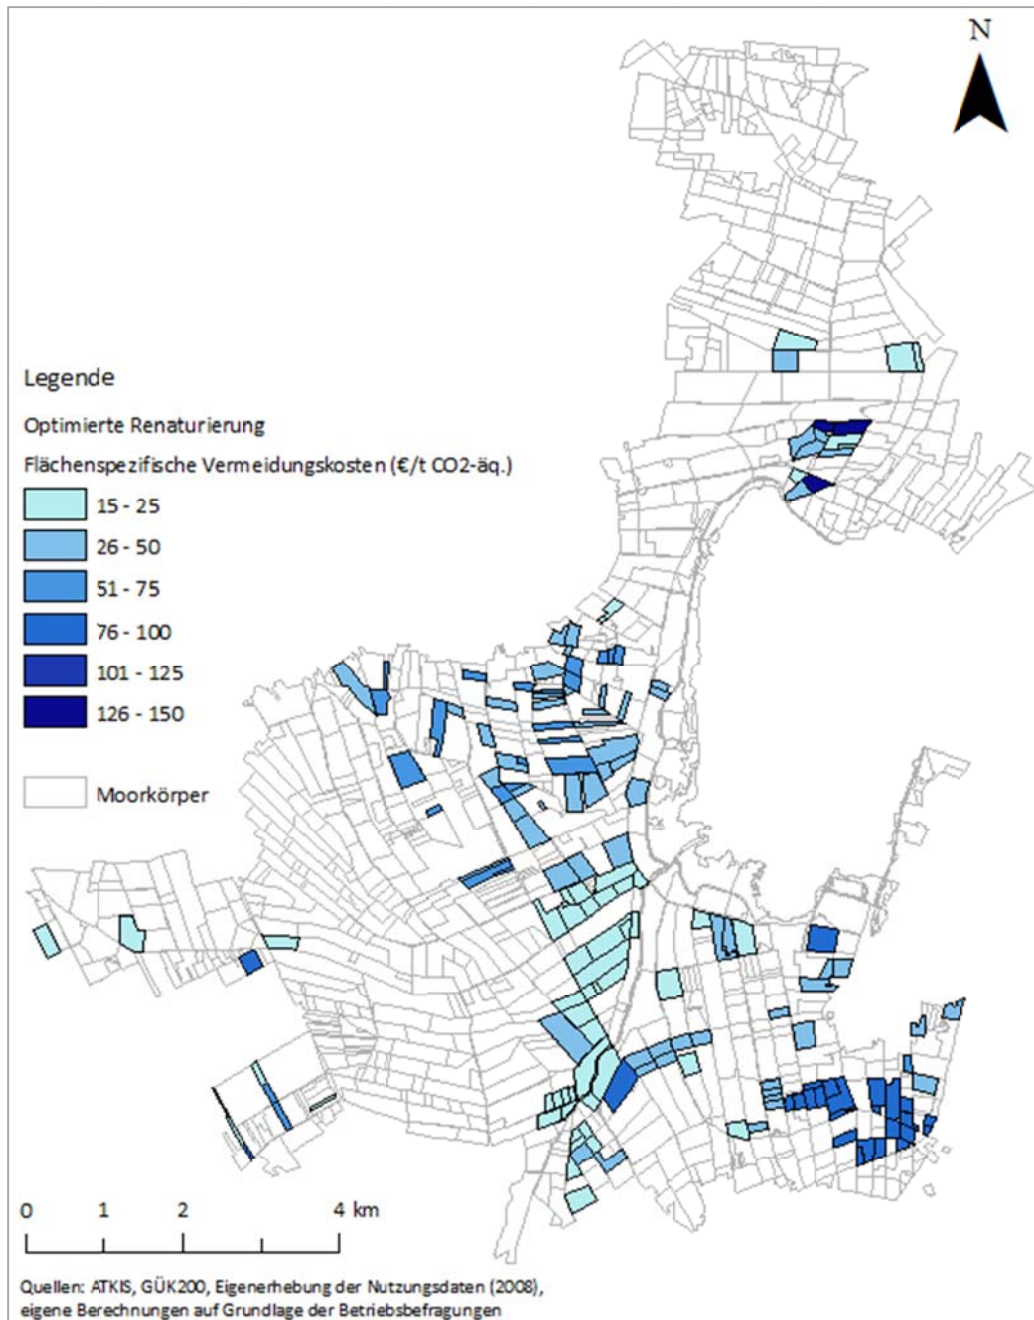 N
Legende
Optimierte Renaturierung
Flächenspezifische Vermeidungskosten (€/t CO2-äq.)
15 - 25
26 - 50
51 - 75
76 - 100
101 - 125
126 - 150
Moorkörper
0 1 2 4 km
Quellen: ATKIS, GÜK200, Eigenerhebung der Nutzungsdaten (2008),
eigene Berechnungen auf Grundlage der Betriebsbefragungen